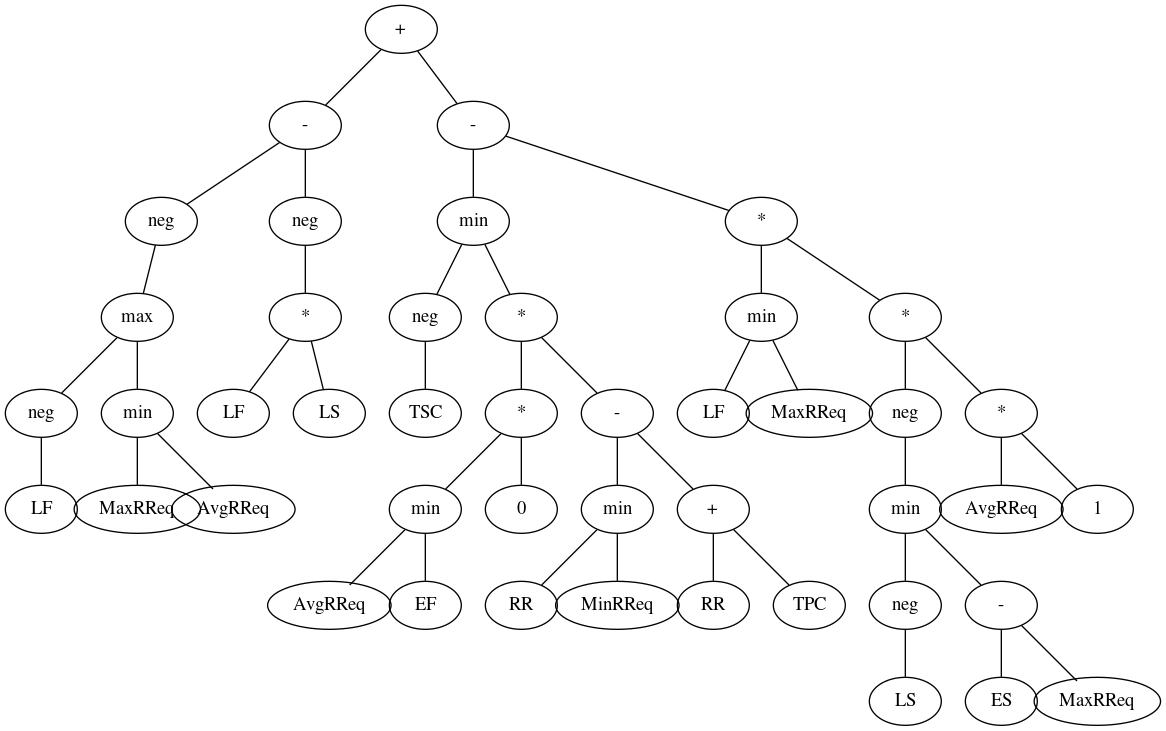 +
- -
neg neg min *
max * neg * min *
neg min LF LS TSC * - LF MaxRReq neg *
LF MaxRReq AvgRReq min 0 min + min AvgRReq 1
AvgRReq EF RR MinRReq RR TPC neg -
LS ES MaxRReq